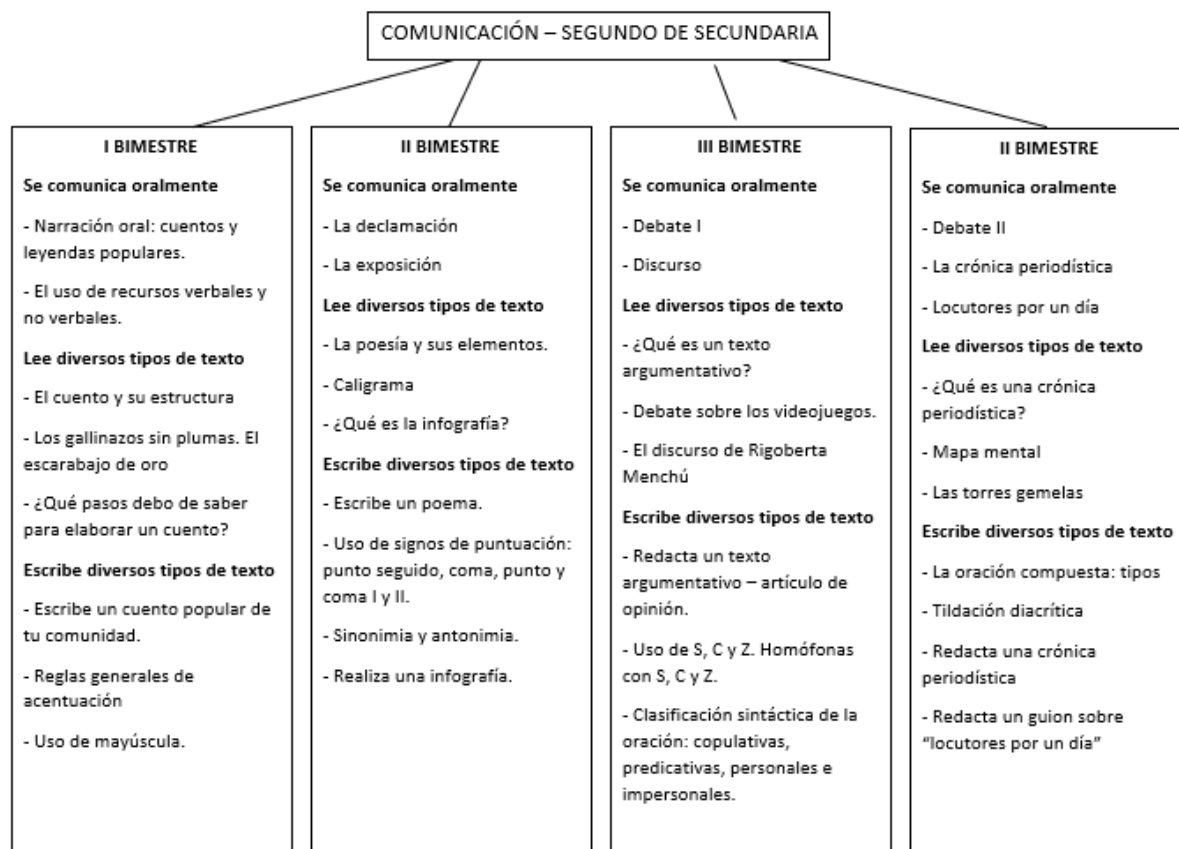 COMUNICACIÓN – SEGUNDO DE SECUNDARIA
I BIMESTRE
Se comunica oralmente
- Narración oral: cuentos y
leyendas populares.
- El uso de recursos verbales y
no verbales.
Lee diversos tipos de texto
- El cuento y su estructura
- Los gallinazos sin plumas. El
escarabajo de oro
- ¿Qué pasos debo de saber
para elaborar un cuento?
Escribe diversos tipos de texto
- Escribe un cuento popular de
tu comunidad.
- Reglas generales de
acentuación
- Uso de mayúscula.
II BIMESTRE
Se comunica oralmente
- La declamación
- La exposición
Lee diversos tipos de texto
- La poesía y sus elementos.
- Caligrama
- ¿Qué es la infografía?
Escribe diversos tipos de texto
- Escribe un poema.
- Uso de signos de puntuación:
punto seguido, coma, punto y
coma I y II.
- Sinonimia y antonimia.
- Realiza una infografía.
III BIMESTRE
Se comunica oralmente
- Debate I
- Discurso
Lee diversos tipos de texto
- ¿Qué es un texto
argumentativo?
- Debate sobre los videojuegos.
- El discurso de Rigoberta
Menchú
Escribe diversos tipos de texto
- Redacta un texto
argumentativo – artículo de
opinión.
- Uso de S, C y Z. Homófonas
con S, C y Z.
- Clasificación sintáctica de la
oración: copulativas,
predicativas, personales e
impersonales.
II BIMESTRE
Se comunica oralmente
- Debate II
- La crónica periodística
- Locutores por un día
Lee diversos tipos de texto
- ¿Qué es una crónica
periodística?
- Mapa mental
- Las torres gemelas
Escribe diversos tipos de texto
- La oración compuesta: tipos
- Tildación diacrítica
- Redacta una crónica
periodística
- Redacta un guion sobre
“locutores por un día”